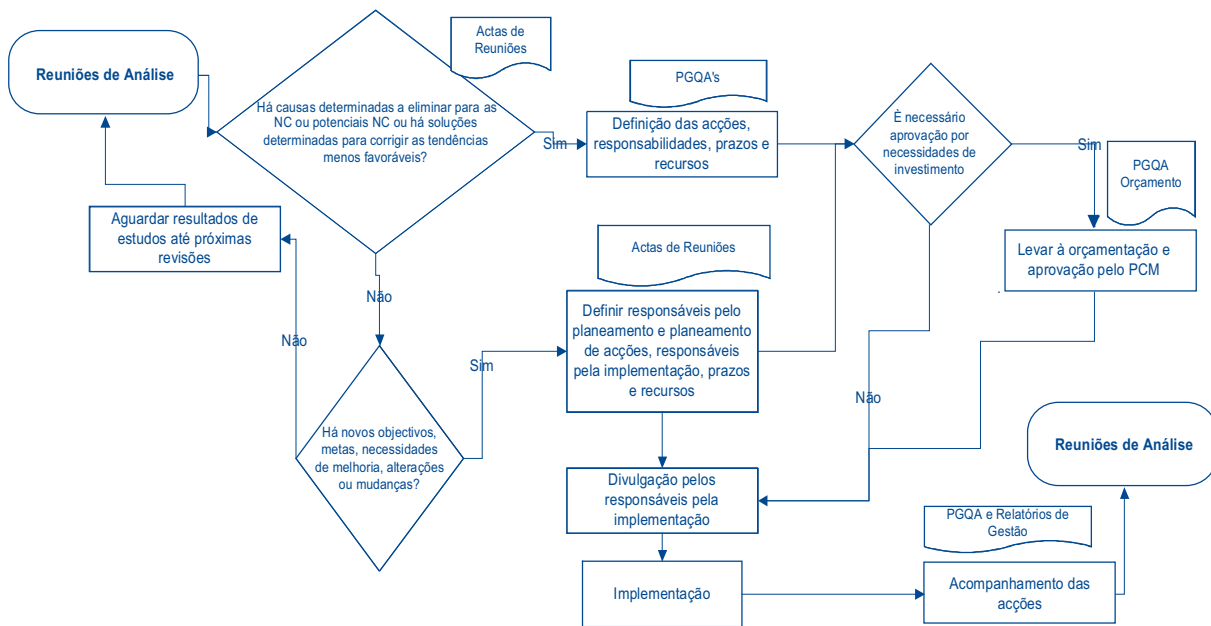 Reuniões de Análise
Actas de
Reuniões
Há causas determinadas a eliminar para as
NC ou potenciais NC ou há soluções
determinadas para corrigir as tendências
menos favoráveis?
Sim
PGQA's
Definição das acções,
responsabilidades, prazos e
recursos
È necessário
aprovação por
necessidades de
investimento
Sim
PGQA
Orçamento
Levar à orçamentação e
aprovação pelo PCM
Aguardar resultados de
estudos até próximas
revisões
Não
Não
Há novos objectivos,
metas, necessidades
de melhoria, alterações
ou mudanças?
Sim
Actas de Reuniões
Definir responsáveis pelo
planeamento e planeamento
de acções, responsáveis
pela implementação, prazos
e recursos
Não
Divulgação pelos
responsáveis pela
implementação
Implementação
PGQA e Relatórios de
Gestão
Acompanhamento das
acções
Reuniões de Análise